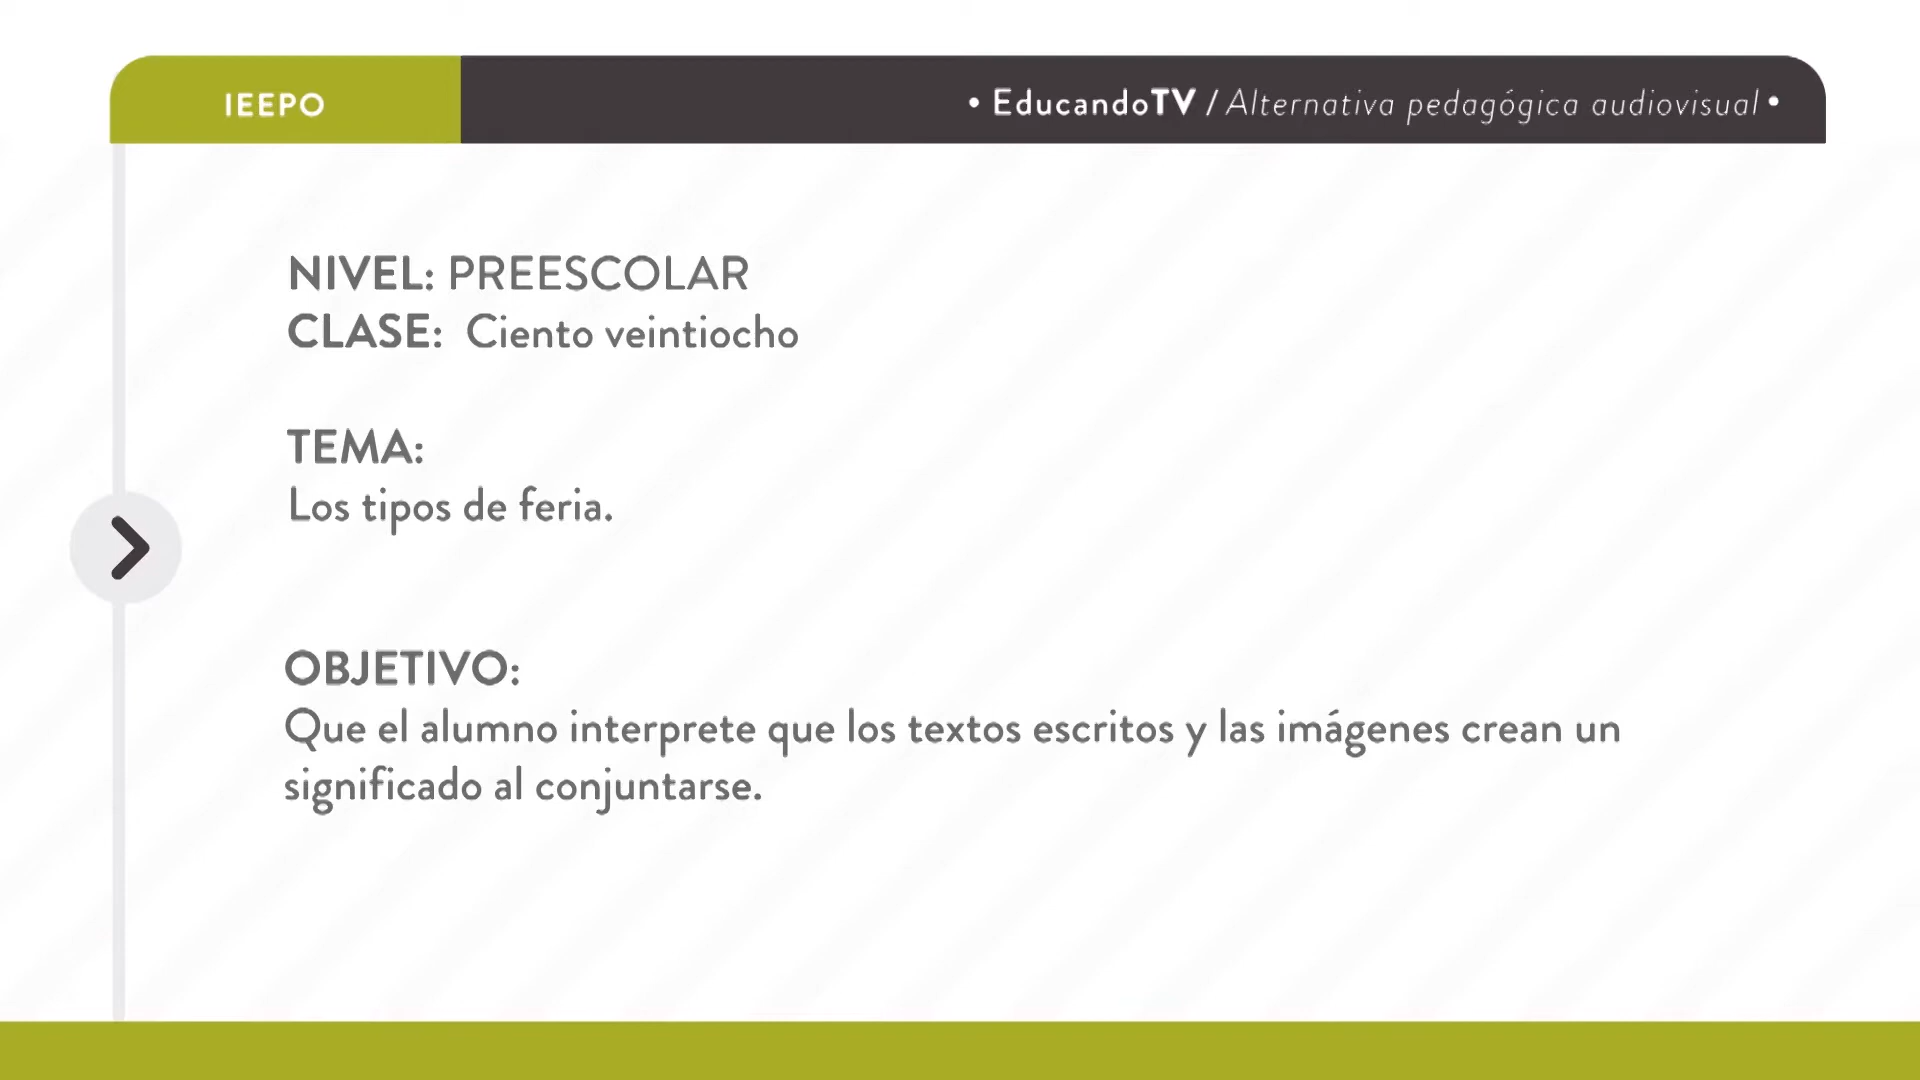 IEEPO
• EducandoTV / Alternativa pedagógica audiovisual •
NIVEL: PREESCOLAR
CLASE: Ciento veintiocho
TEMA:
Los tipos de feria.
OBJETIVO:
Que el alumno interprete que los textos escritos y las imágenes crean un
significado al conjuntarse.